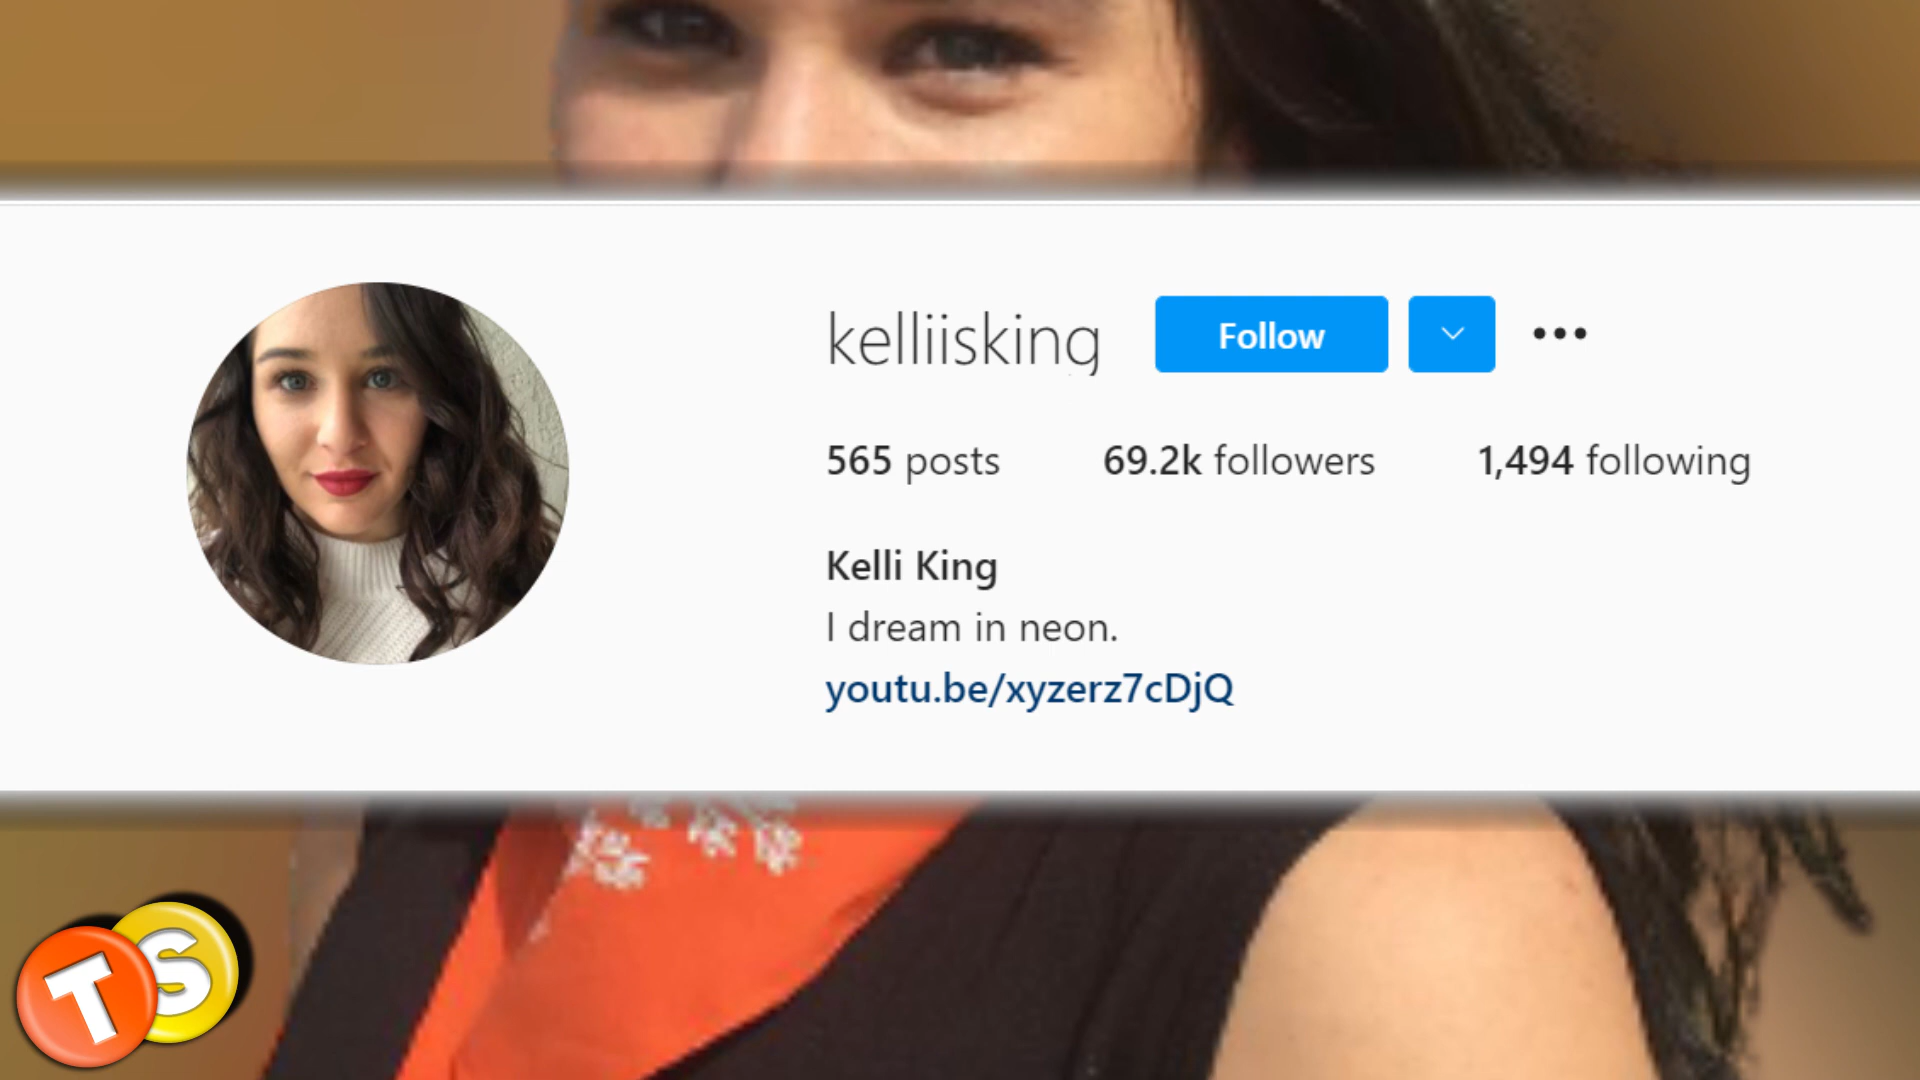 kelliisking Follow
565 posts 69.2k followers 1,494 following
Kelli King
I dream in neon.
youtu.be/xyzerz7cDjQ
TS